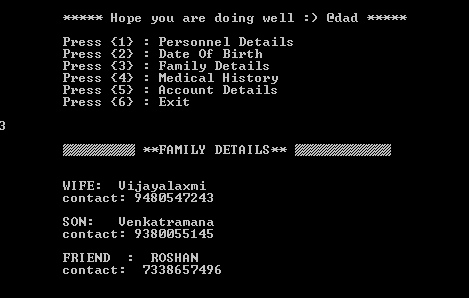 ***** Hope you are doing well :) @dad *****
Press {1} : Personnel Details
Press {2} : Date Of Birth
Press {3} : Family Details
Press {4} : Medical History
Press {5} : Account Details
Press {6} : Exit
3
**FAMILY DETAILS**
WIFE:  Vijayalaxmi
contact: 9480547243
SON:   Venkatramana
contact: 9380055145
FRIEND  :  ROSHAN
contact:  7338657496